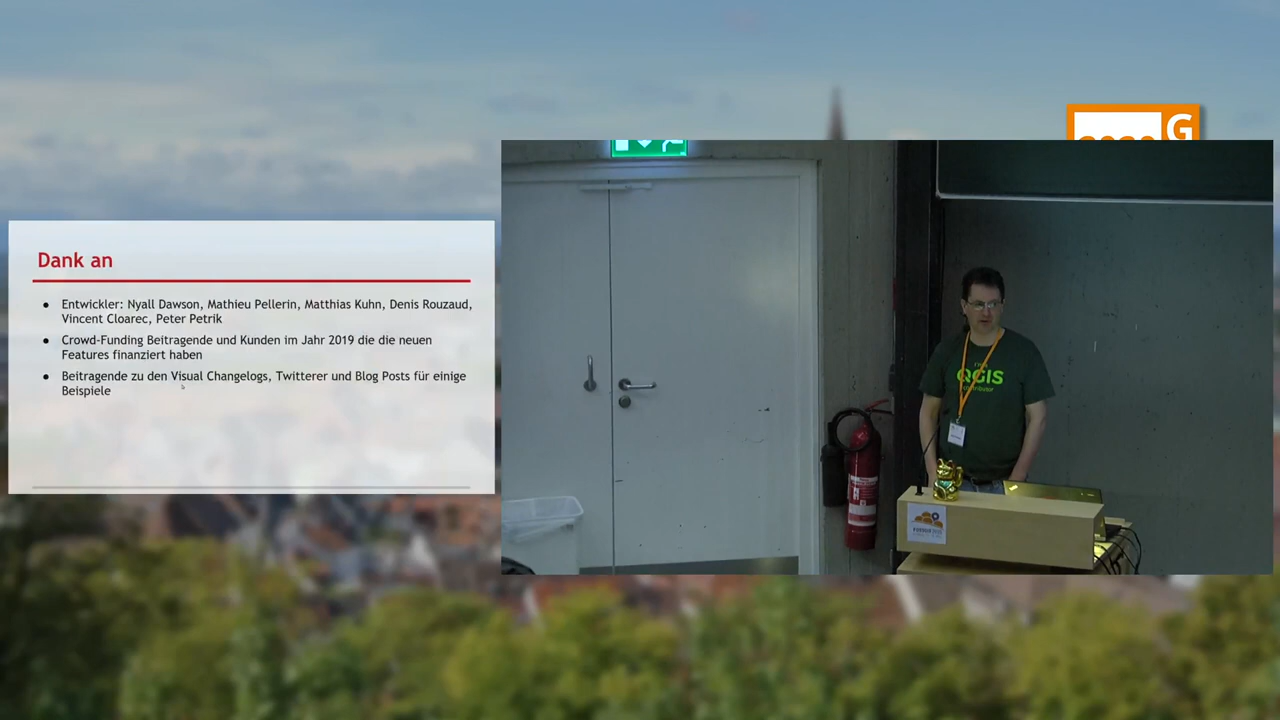 G
Dank an
● Entwickler: Nyall Dawson, Mathieu Pellerin, Matthias Kuhn, Denis Rouzaud,
Vincent Cloarec, Peter Petrik
● Crowd-Funding Beitragende und Kunden im Jahr 2019 die die neuen
Features finanziert haben
● Beitragende zu den Visual Changelogs, Twitterer und Blog Posts für einige
Beispiele
QGIS